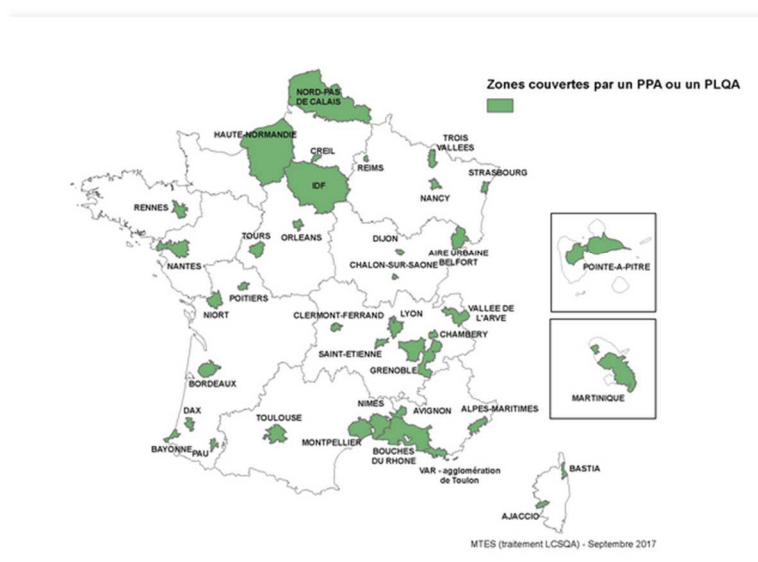 Zones couvertes par un PPA ou un PLQA
NORD-PAS
DE CALAIS
HAUTE-NORMANDIE
CREIL
REIMS
TROIS
VALLEES
STRASBOURG
IDF
NANCY
RENNES
TOURS
ORLEANS
DIJON
AIRE URBAINE
BELFORT
NANTES
CHALON-SUR-SAONE
POINTE-A-PITRE
POITIERS
NIORT
CLERMONT-FERRAND
LYON
VALLEE DE
L'ARVE
CHAMBERY
SAINT-ETIENNE
GRENOBLE
BORDEAUX
MARTINIQUE
DAX
NIMES
AVIGNON
ALPES-MARITIMES
TOULOUSE
MONTPELLIER
BAYONNE
PAU
BOUCHES
DU RHONE
VAR - agglomération
de Toulon
BASTIA
AJACCIO
MTES (traitement LCSQA) - Septembre 2017